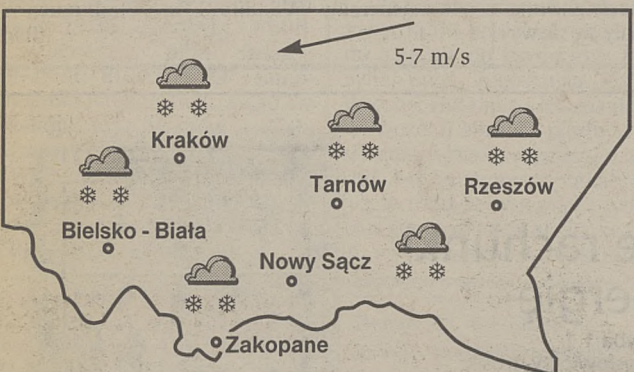 5-7 m/s
Kraków
Tarnów
Rzeszów
Bielsko - Biała
Nowy Sącz
Zakopane